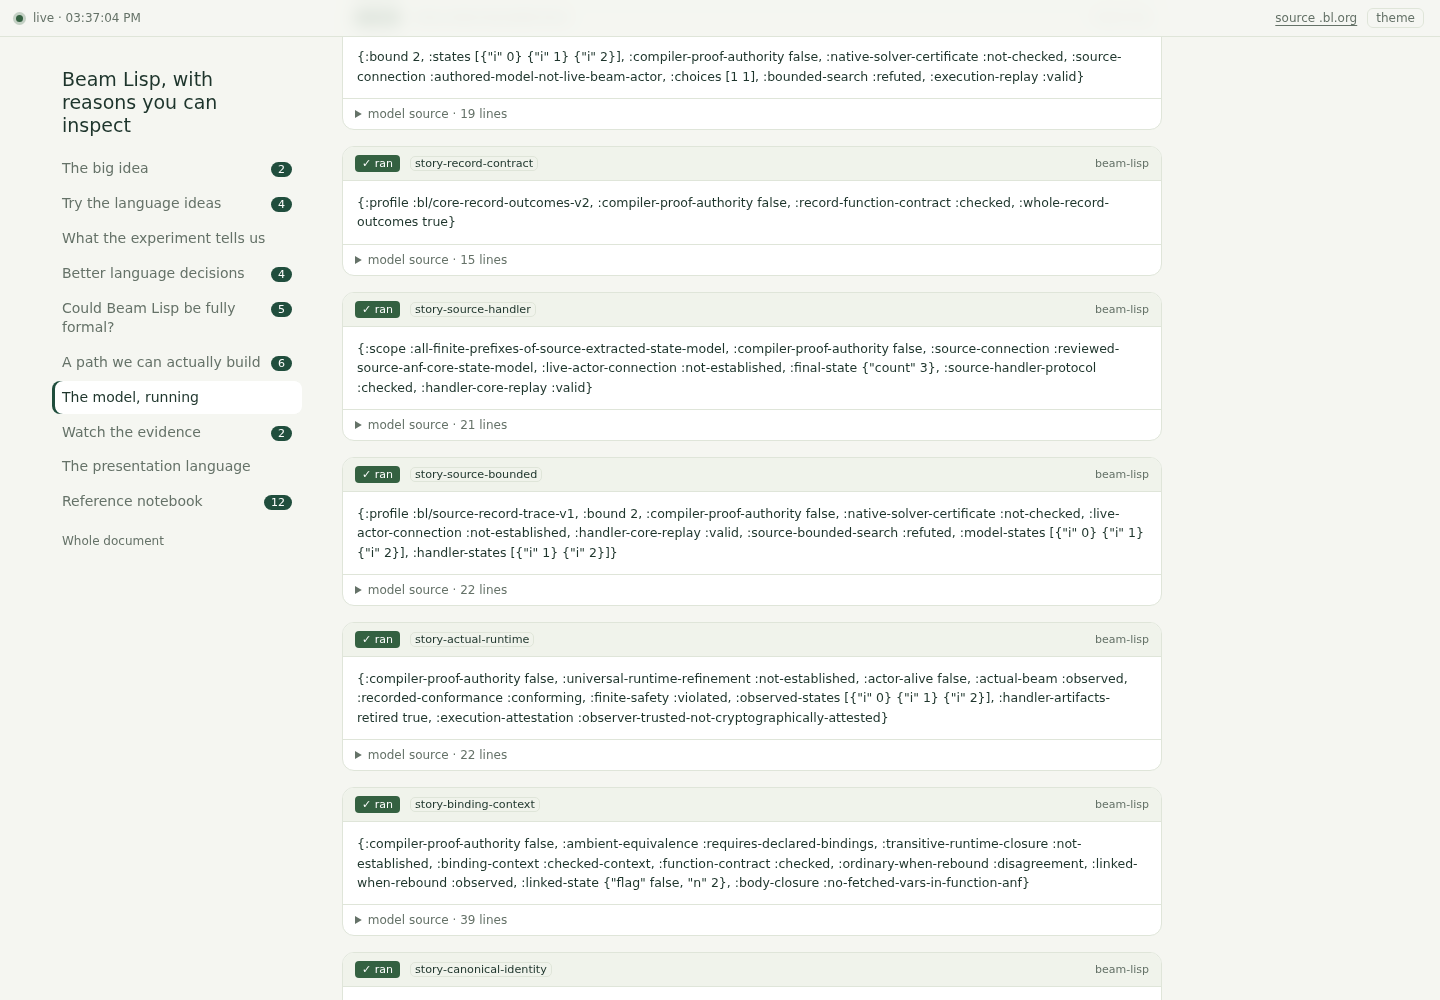 live · 03:37:04 PM
source .bl.org
theme
Beam Lisp, with
reasons you can
inspect
The big idea 2
Try the language ideas 4
What the experiment tells us
Better language decisions 4
Could Beam Lisp be fully 5
formal?
A path we can actually build 6
The model, running
Watch the evidence 2
The presentation language
Reference notebook 12
Whole document
{:bound 2, :states [{"i" 0} {"i" 1} {"i" 2}], :compiler-proof-authority false, :native-solver-certificate :not-checked, :source-
connection :authored-model-not-live-beam-actor, :choices [1 1], :bounded-search :refuted, :execution-replay :valid}
▶ model source · 19 lines
✓ ran story-record-contract beam-lisp
{:profile :bl/core-record-outcomes-v2, :compiler-proof-authority false, :record-function-contract :checked, :whole-record-
outcomes true}
▶ model source · 15 lines
✓ ran story-source-handler beam-lisp
{:scope :all-finite-prefixes-of-source-extracted-state-model, :compiler-proof-authority false, :source-connection :reviewed-
source-anf-core-state-model, :live-actor-connection :not-established, :final-state {"count" 3}, :source-handler-protocol
:checked, :handler-core-replay :valid}
▶ model source · 21 lines
✓ ran story-source-bounded beam-lisp
{:profile :bl/source-record-trace-v1, :bound 2, :compiler-proof-authority false, :native-solver-certificate :not-checked, :live-
actor-connection :not-established, :handler-core-replay :valid, :source-bounded-search :refuted, :model-states [{"i" 0} {"i" 1}
{"i" 2}], :handler-states [{"i" 1} {"i" 2}]}
▶ model source · 22 lines
✓ ran story-actual-runtime beam-lisp
{:compiler-proof-authority false, :universal-runtime-refinement :not-established, :actor-alive false, :actual-beam :observed,
:recorded-conformance :conforming, :finite-safety :violated, :observed-states [{"i" 0} {"i" 1} {"i" 2}], :handler-artifacts-
retired true, :execution-attestation :observer-trusted-not-cryptographically-attested}
▶ model source · 22 lines
✓ ran story-binding-context beam-lisp
{:compiler-proof-authority false, :ambient-equivalence :requires-declared-bindings, :transitive-runtime-closure :not-
established, :binding-context :checked-context, :function-contract :checked, :ordinary-when-rebound :disagreement, :linked-
when-rebound :observed, :linked-state {"flag" false, "n" 2}, :body-closure :no-fetched-vars-in-function-anf}
▶ model source · 39 lines
✓ ran story-canonical-identity beam-lisp